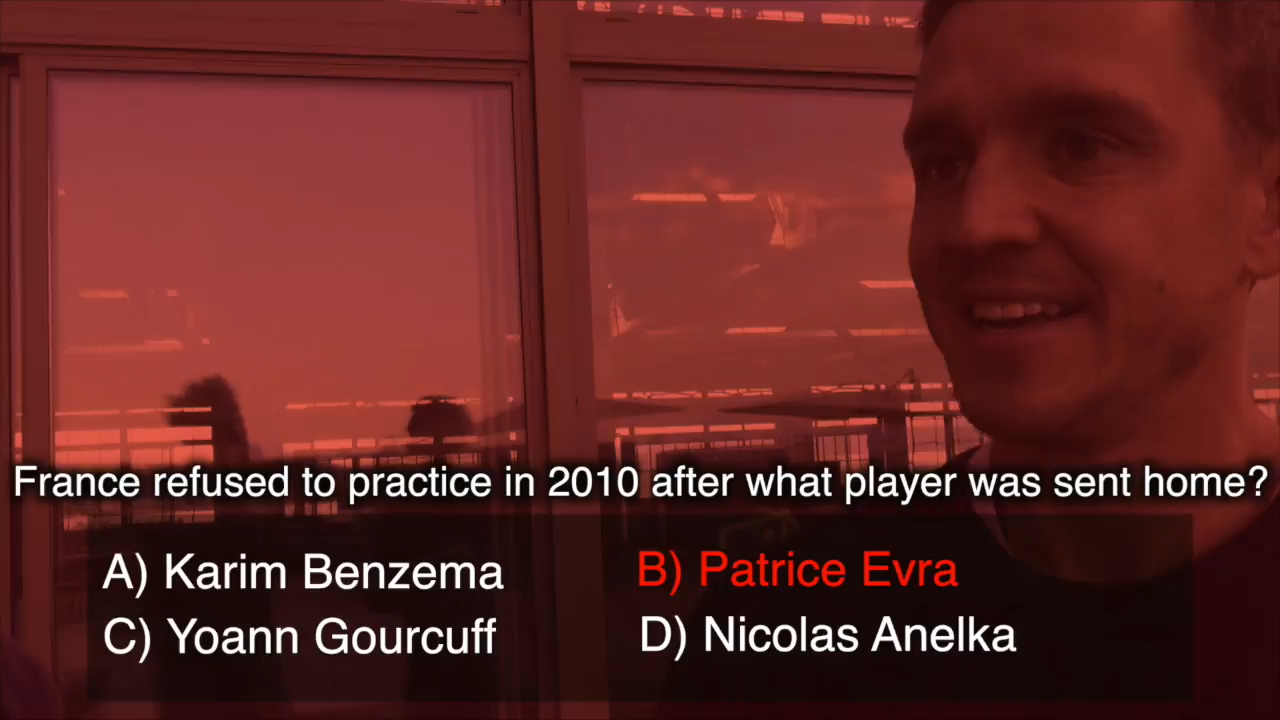 France refused to practice in 2010 after what player was sent home?
A) Karim Benzema B) Patrice Evra
C) Yoann Gourcuff D) Nicolas Anelka